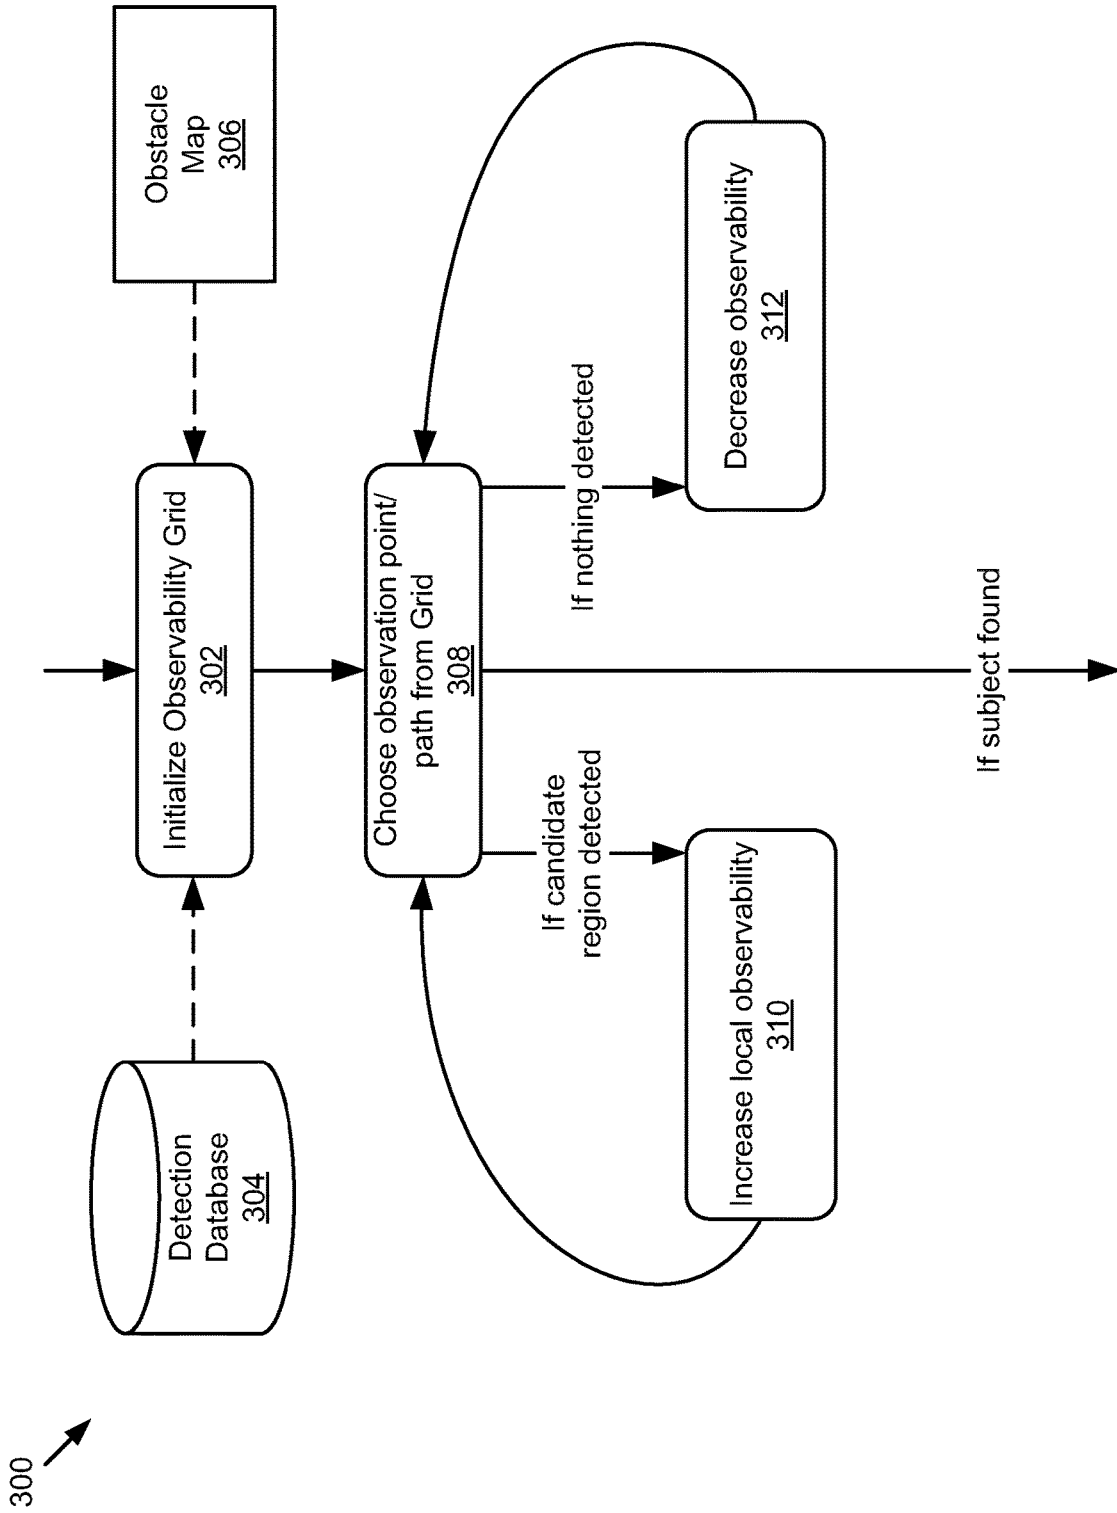 300
Detection
Database
304
Initialize Observability Grid
302
Obstacle
Map
306
Choose observation point/
path from Grid
308
If candidate
region detected
If nothing detected
Increase local observability
310
Decrease observability
312
If subject found